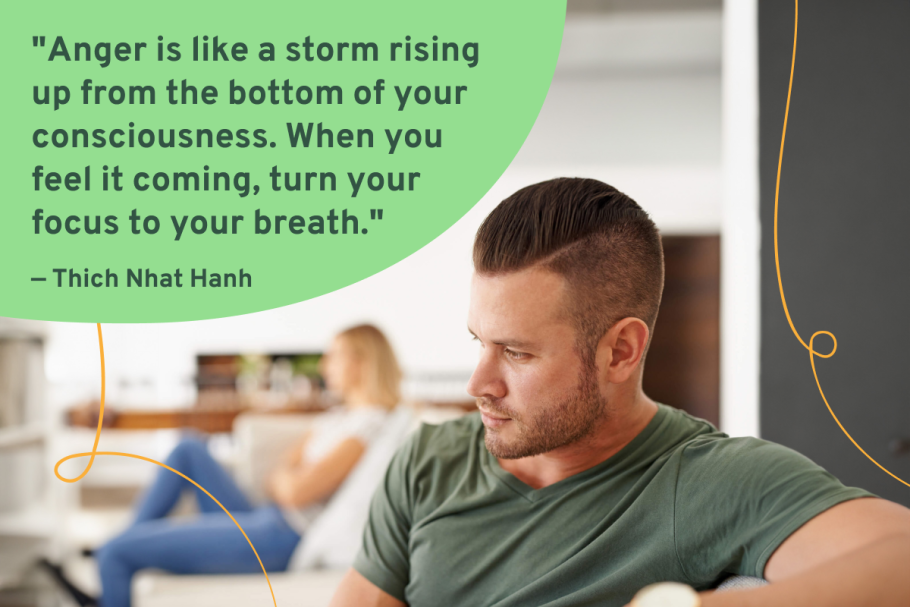 "Anger is like a storm rising
up from the bottom of your
consciousness. When you
feel it coming, turn your
focus to your breath."
– Thich Nhat Hanh